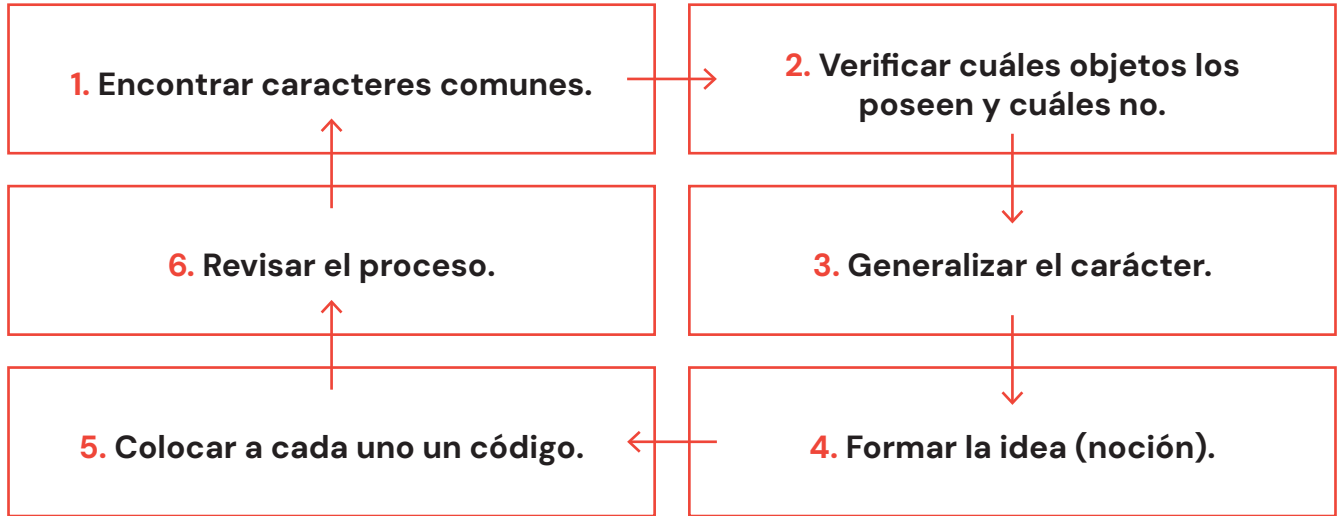 1. Encontrar caracteres comunes.
2. Verificar cuáles objetos los
poseen y cuáles no.
3. Generalizar el carácter.
4. Formar la idea (noción).
5. Colocar a cada uno un código.
6. Revisar el proceso.